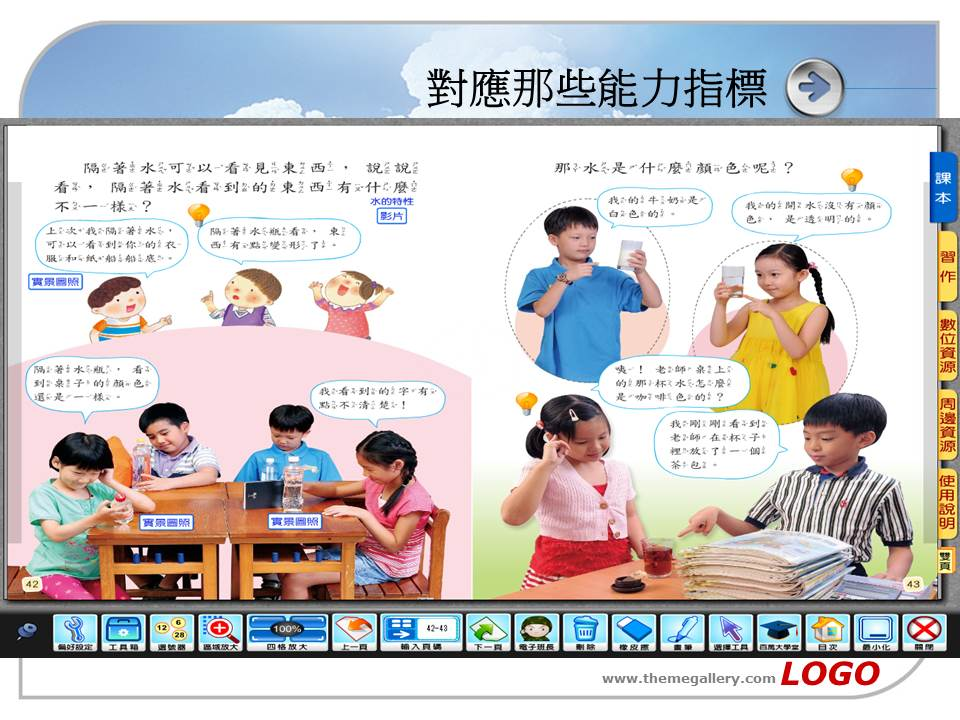 對應那些能力指標
隔著水可以看見東西，說說
看，隔著水看到的東西有什麼
不一樣？
水的特性
影片
上次我隔著水，
可以看到你的衣
服和紙船船底。
隔著水瓶看，東
西有點變形了。
實景圖照
隔著水瓶，看
到桌子的顏色
還是一樣。
我看到的字有
點不清楚！
實景圖照
實景圖照
42
那水是什麼顏色呢？
我的牛奶是
白色的。
我的開水沒有顏
色，是透明的。
咦！老師桌上
的那杯水怎麼
是咖啡色的？
我剛剛看到
老師在杯子
裡放了一個
茶包。
43
課本
習作
數位資源
周邊資源
使用說明
雙頁
12 6 28
100%
42-43
偏好設定 工具箱 選號器 區域放大 四格放大 上一頁 輸入頁碼 下一頁 電子班長 刪除 橡皮擦 畫筆 選擇工具 百萬大學堂 目次 最小化 關閉
www.themegallery.com LOGO